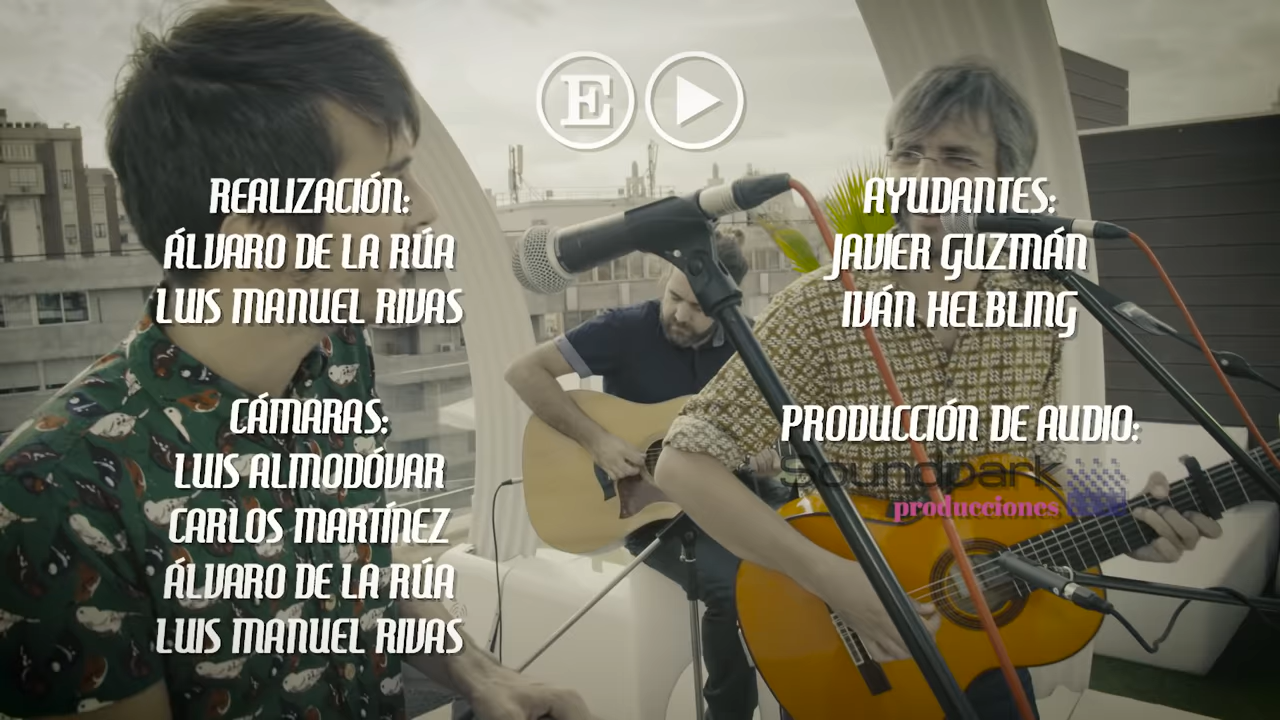 E
REALIZACIÓN:
ÁLVARO DE LA RÚA
LUIS MANUEL RIVAS
CÁMARAS:
LUIS ALMODÓVAR
CARLOS MARTÍNEZ
ÁLVARO DE LA RÚA
LUIS MANUEL RIVAS
AYUDANTES:
JAVIER GUZMÁN
IVÁN HELBLING
PRODUCCIÓN DE AUDIO:
Soundpark
producciones